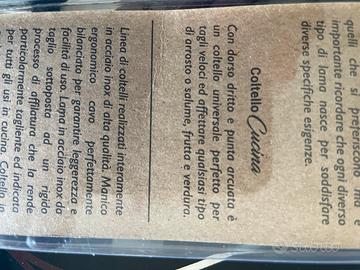 quelli che si preferiscono ma
importante ricordare che ogni
tipo di lama nasce per soddisfare
diverse specifiche esigenze.
Coltello Cucina
Con dorso dritto e punta arcuata è
un coltello universale perfetto per
tagli veloci ed affettare qualsiasi tipo
di arrosto o salume, frutta e verdura.
Linea di coltelli realizzati interamente
in acciaio inox di alta qualità. Manico
ergonomico cavo perfettamente
bilanciato per garantire leggerezza e
facilità di uso. Lama in acciaio inox da
taglio sottoposta ad un rigido
processo di affilatura che la rende
particolarmente tagliente ed indicata
per tutti gli usi in cucina. Coltello in